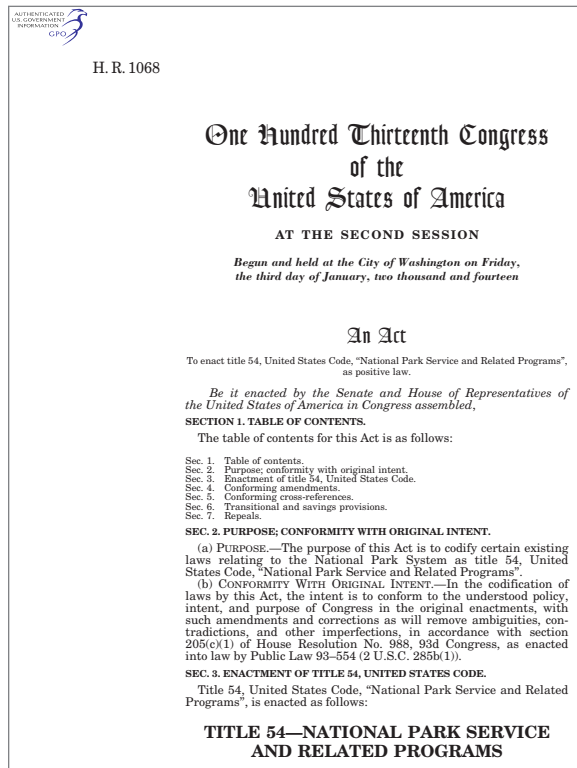 AUTHENTICATED
U.S. GOVERNMENT
INFORMATION
GPO
H. R. 1068
One Hundred Thirteenth Congress
of the
United States of America
AT THE SECOND SESSION
Begun and held at the City of Washington on Friday,
the third day of January, two thousand and fourteen
An Act
To enact title 54, United States Code, “National Park Service and Related Programs”,
as positive law.
Be it enacted by the Senate and House of Representatives of
the United States of America in Congress assembled,
SECTION 1. TABLE OF CONTENTS.
The table of contents for this Act is as follows:
Sec. 1. Table of contents.
Sec. 2. Purpose; conformity with original intent.
Sec. 3. Enactment of title 54, United States Code.
Sec. 4. Conforming amendments.
Sec. 5. Conforming cross-references.
Sec. 6. Transitional and savings provisions.
Sec. 7. Repeals.
SEC. 2. PURPOSE; CONFORMITY WITH ORIGINAL INTENT.
(a) PURPOSE.—The purpose of this Act is to codify certain existing
laws relating to the National Park System as title 54, United
States Code, “National Park Service and Related Programs”.
(b) CONFORMITY WITH ORIGINAL INTENT.—In the codification of
laws by this Act, the intent is to conform to the understood policy,
intent, and purpose of Congress in the original enactments, with
such amendments and corrections as will remove ambiguities, con-
tradictions, and other imperfections, in accordance with section
205(c)(1) of House Resolution No. 988, 93d Congress, as enacted
into law by Public Law 93–554 (2 U.S.C. 285b(1)).
SEC. 3. ENACTMENT OF TITLE 54, UNITED STATES CODE.
Title 54, United States Code, “National Park Service and Related
Programs”, is enacted as follows:
TITLE 54—NATIONAL PARK SERVICE
AND RELATED PROGRAMS